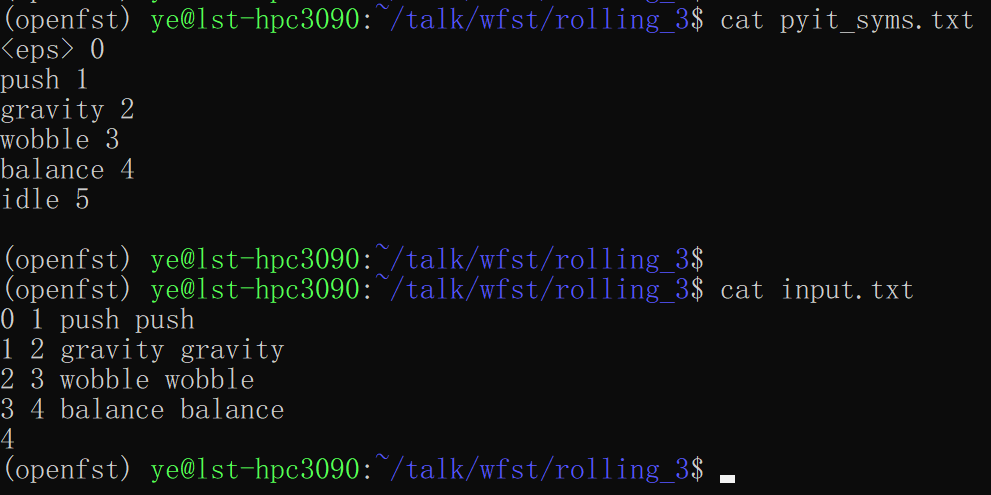 (openfst) ye@lst-hpc3090:~/talk/wfst/rolling_3$ cat pyit_syms.txt
<eps> 0
push 1
gravity 2
wobble 3
balance 4
idle 5
(openfst) ye@lst-hpc3090:~/talk/wfst/rolling_3$
(openfst) ye@lst-hpc3090:~/talk/wfst/rolling_3$ cat input.txt
0 1 push push
1 2 gravity gravity
2 3 wobble wobble
3 4 balance balance
4
(openfst) ye@lst-hpc3090:~/talk/wfst/rolling_3$